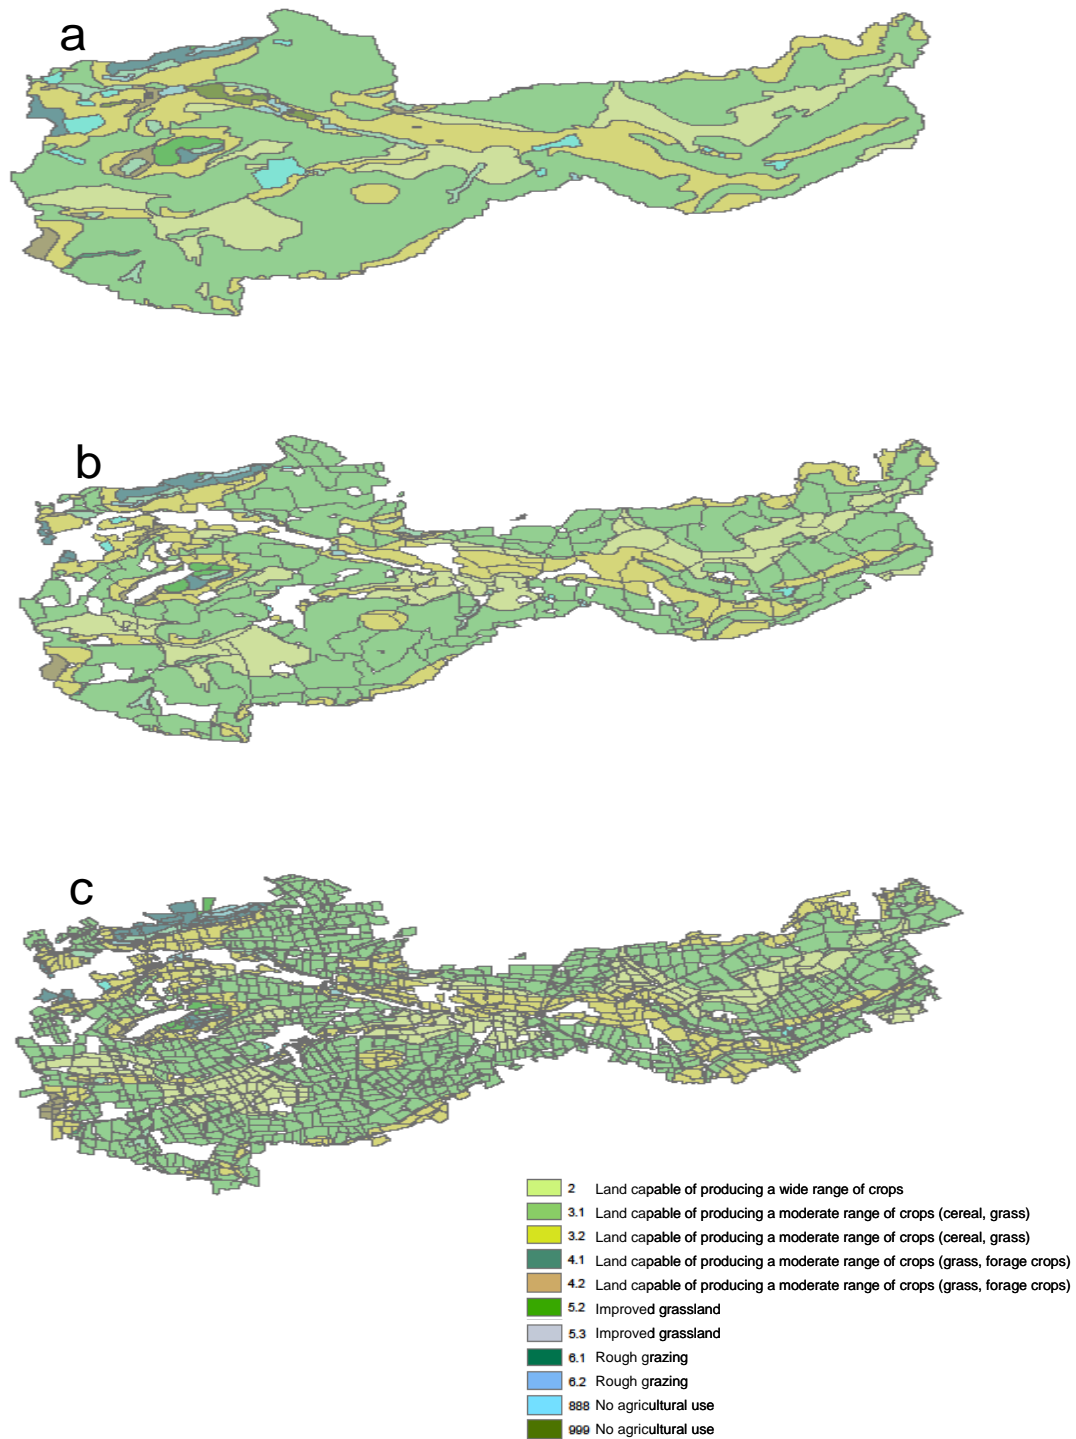 a
b
c
2 Land capable of producing a wide range of crops
3.1 Land capable of producing a moderate range of crops (cereal, grass)
3.2 Land capable of producing a moderate range of crops (cereal, grass)
4.1 Land capable of producing a moderate range of crops (grass, forage crops)
4.2 Land capable of producing a moderate range of crops (grass, forage crops)
5.2 Improved grassland
5.3 Improved grassland
6.1 Rough grazing
6.2 Rough grazing
888 No agricultural use
999 No agricultural use